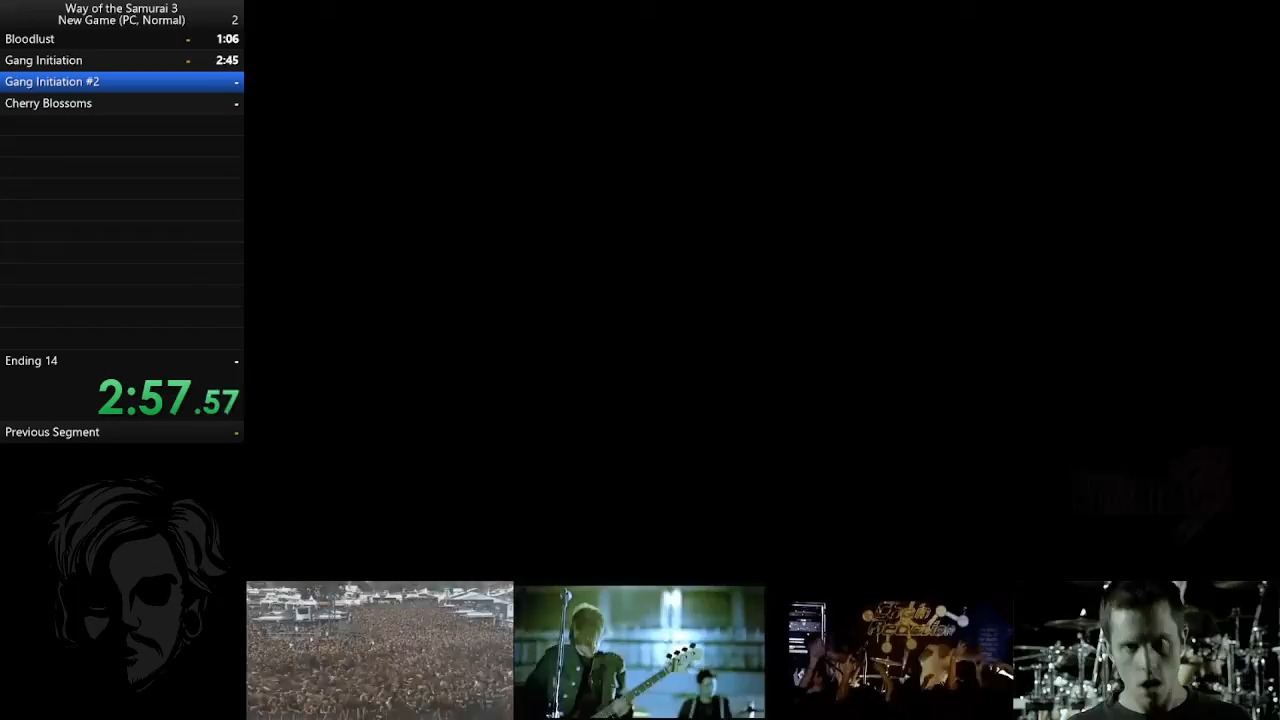 Way of the Samurai 3
New Game (PC, Normal) 2
Bloodlust - 1:06
Gang Initiation - 2:45
Gang Initiation #2 -
Cherry Blossoms -
Ending 14 -
2:57.57
Previous Segment -